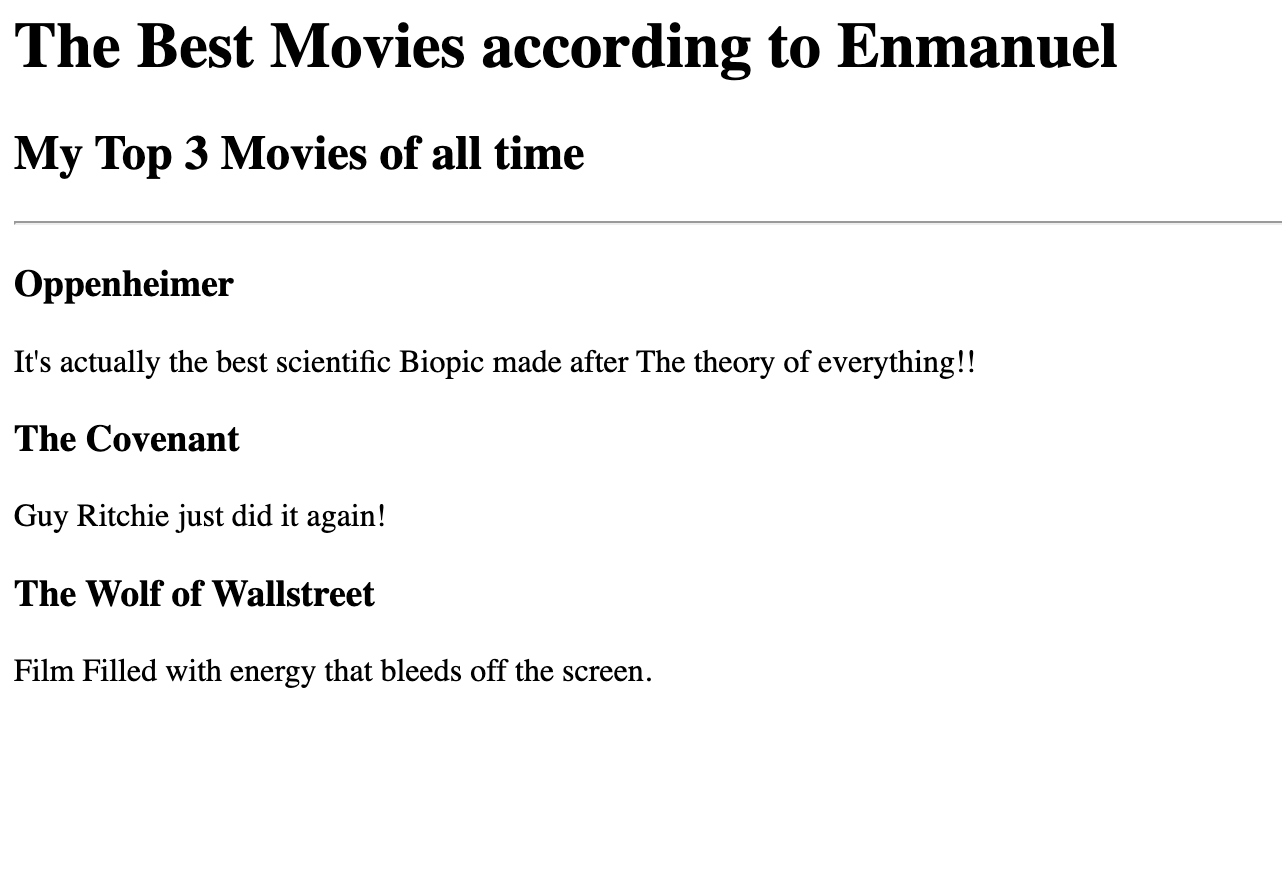 The Best Movies according to Enmanuel
My Top 3 Movies of all time
Oppenheimer
It's actually the best scientific Biopic made after The theory of everything!!
The Covenant
Guy Ritchie just did it again!
The Wolf of Wallstreet
Film Filled with energy that bleeds off the screen.